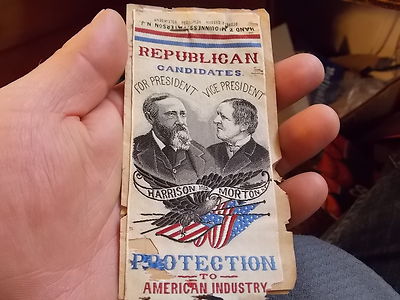 REPUBLICAN
CANDIDATES
FOR PRESIDENT
VICE PRESIDENT
HARRISON AND MORTON
PROTECTION
TO
AMERICAN INDUSTRY